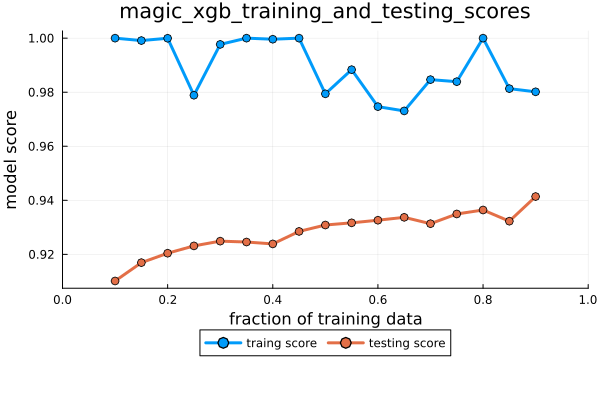 magic_xgb_training_and_testing_scores
model score
1.00
0.98
0.96
0.94
0.92
0.0 0.2 0.4 0.6 0.8 1.0
fraction of training data
traing score testing score